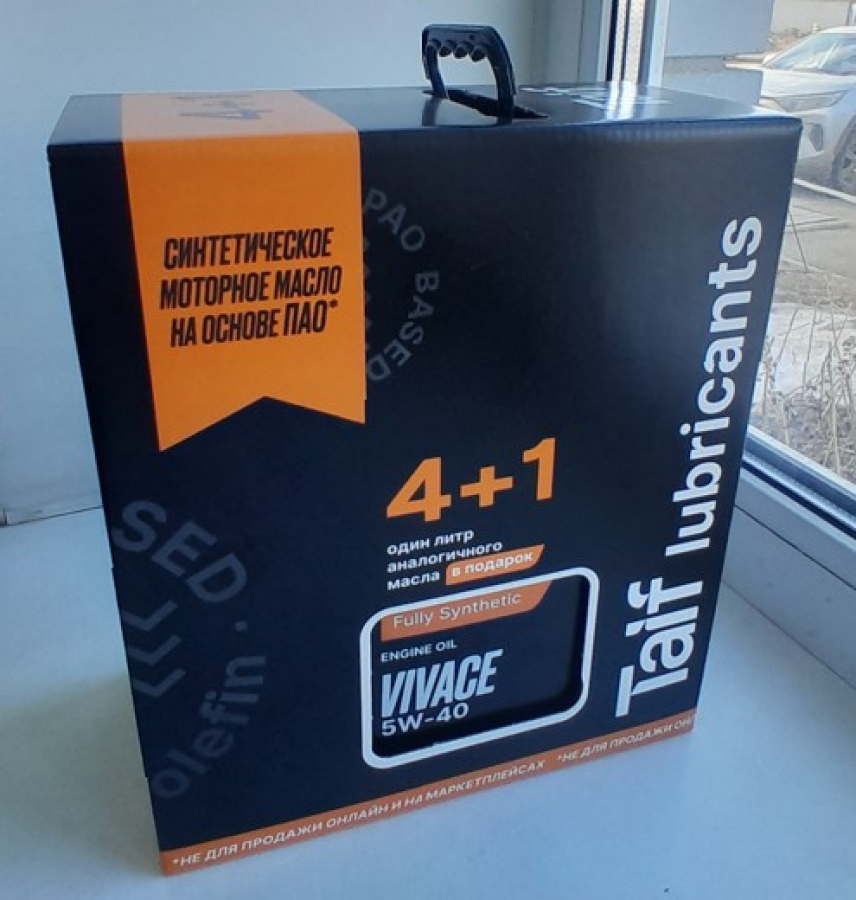 4+1
СИНТЕТИЧЕСКОЕ
МОТОРНОЕ МАСЛО
НА ОСНОВЕ ПАО*
PAO BASED
SED
olefin ·
4+1
один литр
аналогичного
масла в подарок
Fully Synthetic
ENGINE OIL
VIVACE
5W-40
Taif lubricants
*НЕ ДЛЯ ПРОДАЖИ ОНЛАЙН И НА МАРКЕТПЛЕЙСАХ *НЕ ДЛЯ ПРОДАЖИ ОНЛ